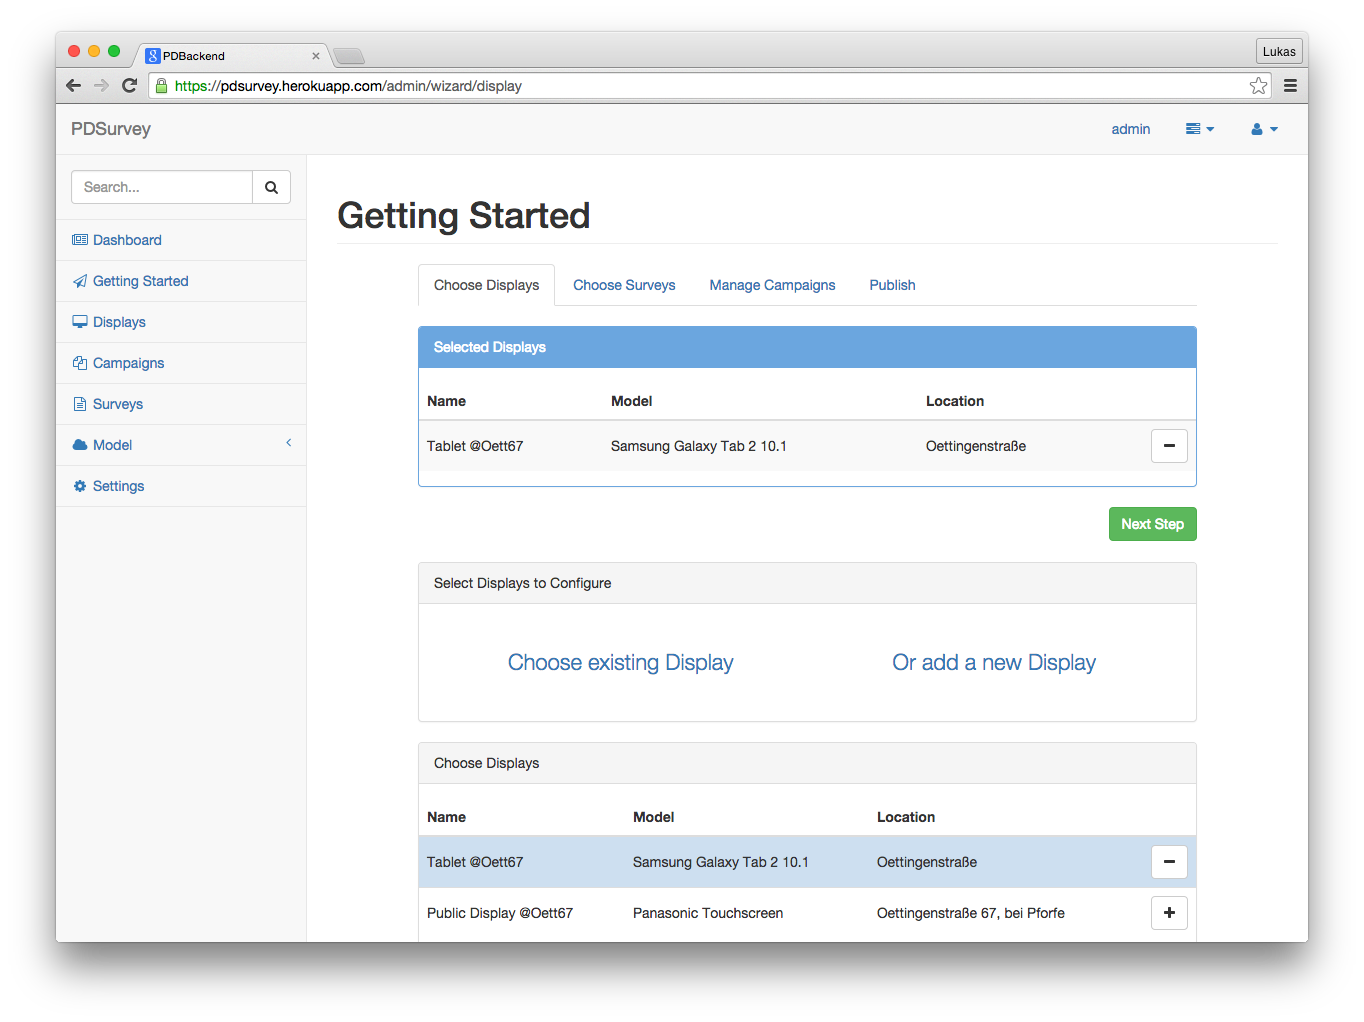 PDBackend
Lukas
https://pdsurvey.herokuapp.com/admin/wizard/display
PDSurvey
admin
Search...
Dashboard
Getting Started
Displays
Campaigns
Surveys
Model
Settings
Getting Started
Choose Displays Choose Surveys Manage Campaigns Publish
Selected Displays
Name Model Location
Tablet @Oett67 Samsung Galaxy Tab 2 10.1 Oettingenstraße
Next Step
Select Displays to Configure
Choose existing Display Or add a new Display
Choose Displays
Name Model Location
Tablet @Oett67 Samsung Galaxy Tab 2 10.1 Oettingenstraße
Public Display @Oett67 Panasonic Touchscreen Oettingenstraße 67, bei Pforfe